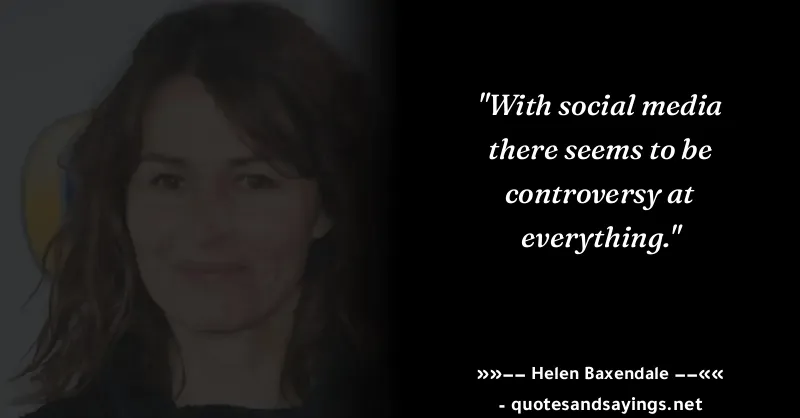 "With social media
there seems to be
controversy at
everything."
»»—— Helen Baxendale ——««
- quotesandsayings.net